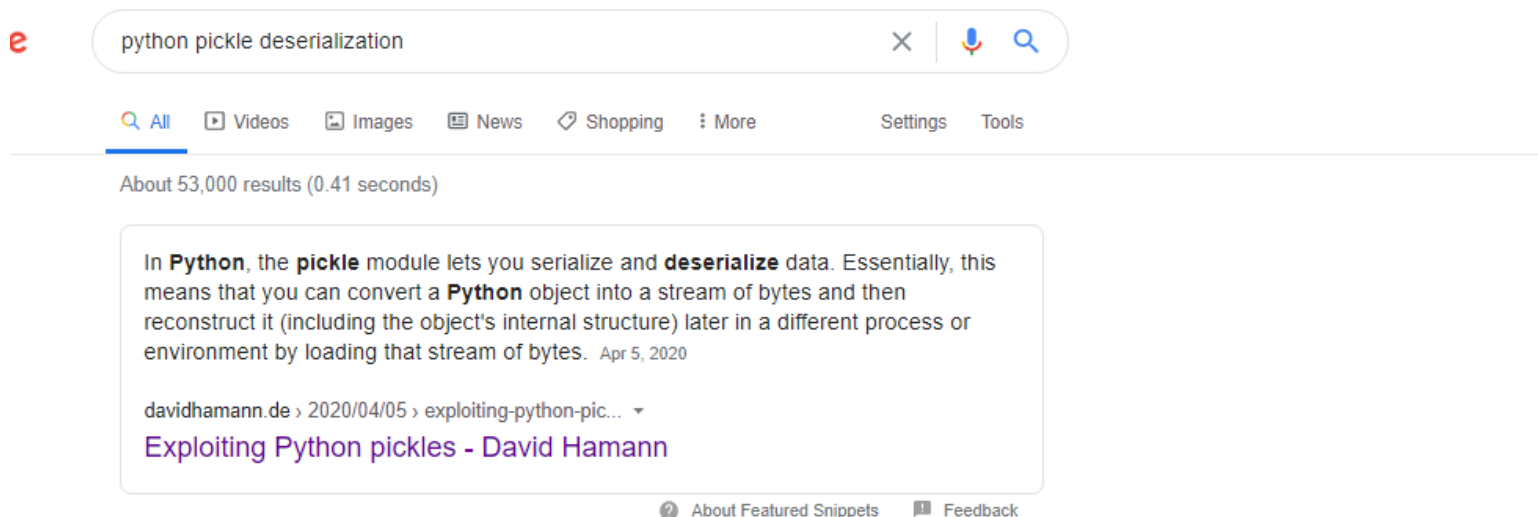 e
python pickle deserialization
All Videos Images News Shopping More Settings Tools
About 53,000 results (0.41 seconds)
In Python, the pickle module lets you serialize and deserialize data. Essentially, this
means that you can convert a Python object into a stream of bytes and then
reconstruct it (including the object's internal structure) later in a different process or
environment by loading that stream of bytes. Apr 5, 2020
davidhamann.de › 2020/04/05 › exploiting-python-pic...
Exploiting Python pickles - David Hamann
About Featured Snippets Feedback